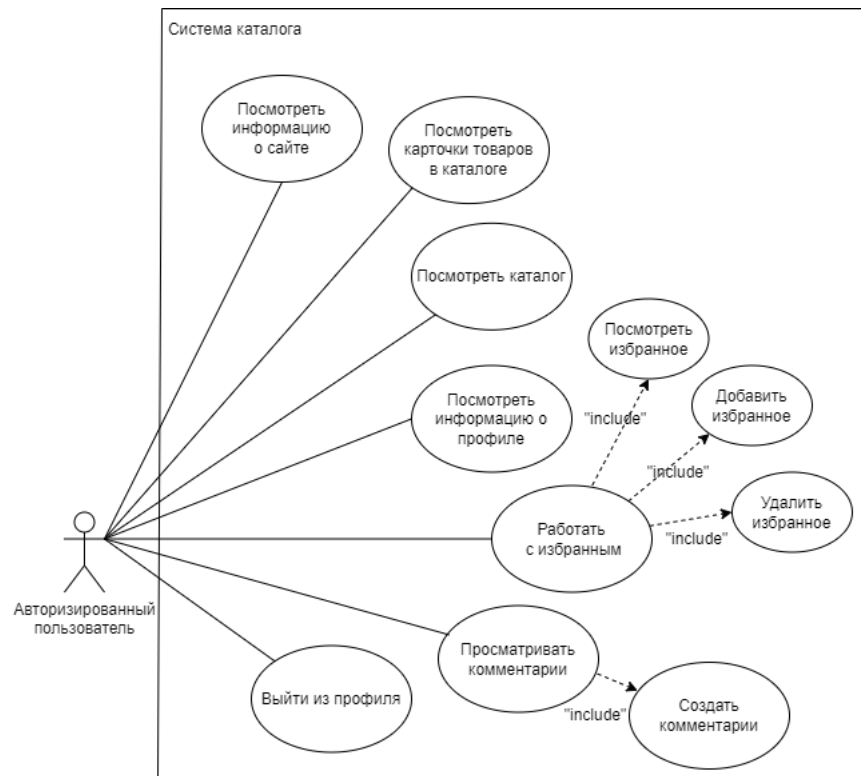 Система каталога
Посмотреть
информацию
о сайте
Посмотреть
карточки товаров
в каталоге
Посмотреть каталог
Посмотреть
избранное
Посмотреть
информацию о
профиле
Добавить
избранное
"include"
"include"
Удалить
избранное
"include"
Работать
с избранным
Авторизированный
пользователь
Просматривать
комментарии
Выйти из профиля
"include"
Создать
комментарии